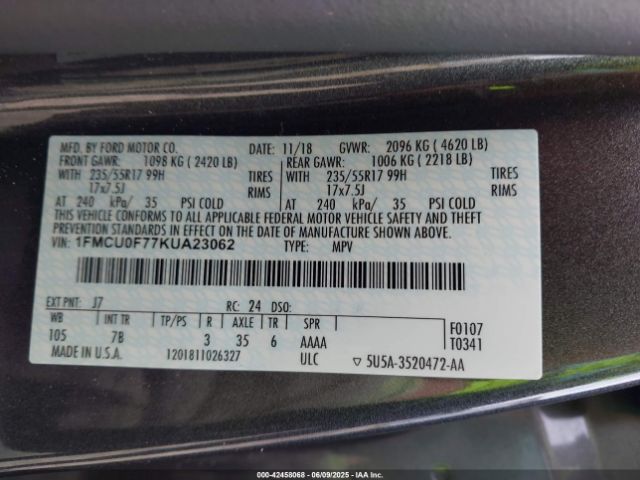 MFD. BY FORD MOTOR CO. DATE: 11/18 GVWR: 2096 KG ( 4620 LB)
FRONT GAWR: 1098 KG ( 2420 LB) REAR GAWR: 1006 KG ( 2218 LB)
WITH 235/55R17 99H TIRES WITH 235/55R17 99H TIRES
17x7.5J RIMS 17x7.5J RIMS
AT 240 kPa/ 35 PSI COLD AT 240 kPa/ 35 PSI COLD
THIS VEHICLE CONFORMS TO ALL APPLICABLE FEDERAL MOTOR VEHICLE SAFETY AND THEFT
PREVENTION STANDARDS IN EFFECT ON THE DATE OF MANUFACTURE SHOWN ABOVE.
VIN: 1FMCU0F77KUA23062 TYPE: MPV
EXT PNT: J7 RC: 24 DSO:
WB INT TR TP/PS R AXLE TR SPR F0107
105 7B 3 35 6 AAAA T0341
MADE IN U.S.A. 1201811026327 ULC ▽ 5U5A-3520472-AA
000-42458068 - 06/09/2025 - IAA Inc.